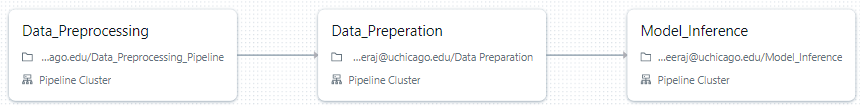 Data_Preprocessing
...ago.edu/Data_Preprocessing_Pipeline
Pipeline Cluster
Data_Preperation
...eraj@uchicago.edu/Data Preparation
Pipeline Cluster
Model_Inference
...eeraj@uchicago.edu/Model_Inference
Pipeline Cluster